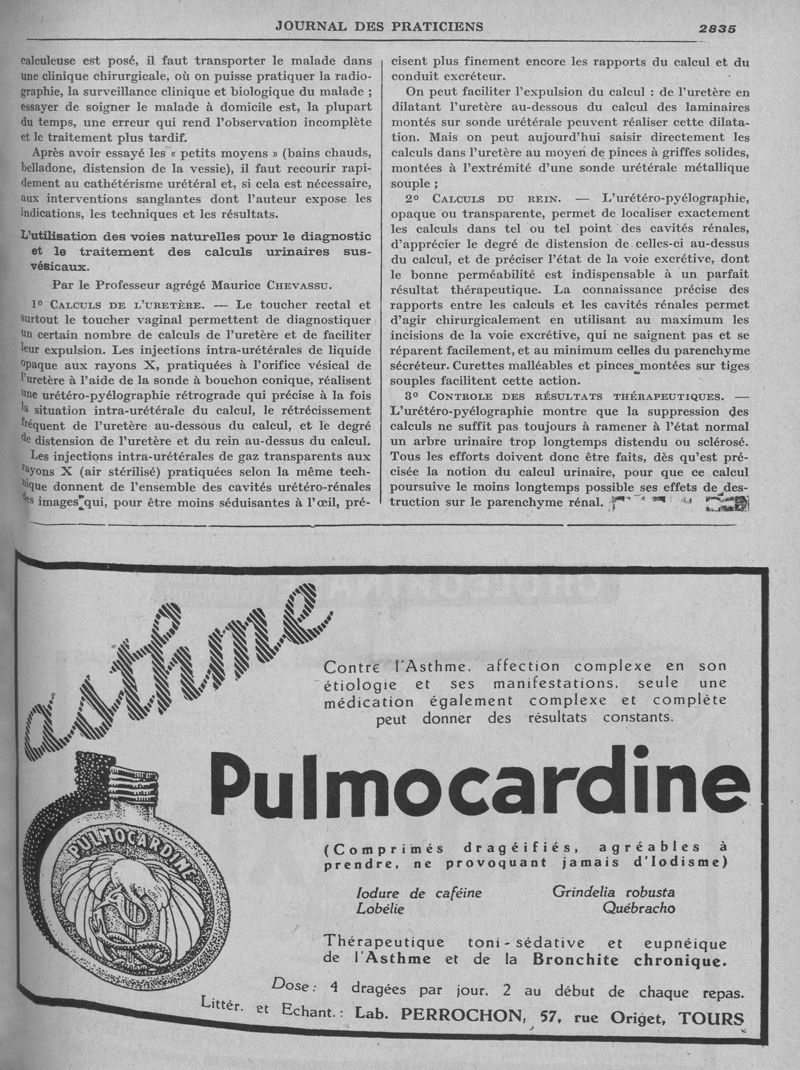 JOURNAL DES PRATICIENS 2835
calculeuse est posé, il faut transporter le malade dans
une clinique chirurgicale, où on puisse pratiquer la radio-
graphie, la surveillance clinique et biologique du malade ;
essayer de soigner le malade à domicile est, la plupart
du temps, une erreur qui rend l'observation incomplète
et le traitement plus tardif.
Après avoir essayé les « petits moyens » (bains chauds,
belladone, distension de la vessie), il faut recourir rapi-
dement au cathétérisme urétéral et, si cela est nécessaire,
aux interventions sanglantes dont l'auteur expose les
indications, les techniques et les résultats.
L'utilisation des voies naturelles pour le diagnostic
et le traitement des calculs urinaires sus-
vésicaux.
Par le Professeur agrégé Maurice CHEVASSU.
1º CALCULS DE L'URETÈRE. — Le toucher rectal et
surtout le toucher vaginal permettent de diagnostiquer
un certain nombre de calculs de l'uretère et de faciliter
leur expulsion. Les injections intra-urétérales de liquide
opaque aux rayons X, pratiquées à l'orifice vésical de
l'uretère à l'aide de la sonde à bouchon conique, réalisent
une urétéro-pyélographie rétrograde qui précise à la fois
la situation intra-urétérale du calcul, le rétrécissement
fréquent de l'uretère au-dessous du calcul, et le degré
de distension de l'uretère et du rein au-dessus du calcul.
Les injections intra-urétérales de gaz transparents aux
rayons X (air stérilisé) pratiquées selon la même tech-
nique donnent de l'ensemble des cavités urétéro-rénales
des images qui, pour être moins séduisantes à l'œil, pré-
cisent plus finement encore les rapports du calcul et du
conduit excréteur.
On peut faciliter l'expulsion du calcul : de l'uretère en
dilatant l'uretère au-dessous du calcul des laminaires
montés sur sonde urétérale peuvent réaliser cette dilata-
tion. Mais on peut aujourd'hui saisir directement les
calculs dans l'uretère au moyen de pinces à griffes solides,
montées à l'extrémité d'une sonde urétérale métallique
souple ;
2º CALCULS DU REIN. — L'urétéro-pyélographie,
opaque ou transparente, permet de localiser exactement
les calculs dans tel ou tel point des cavités rénales,
d'apprécier le degré de distension de celles-ci au-dessus
du calcul, et de préciser l'état de la voie excrétive, dont
le bonne perméabilité est indispensable à un parfait
résultat thérapeutique. La connaissance précise des
rapports entre les calculs et les cavités rénales permet
d'agir chirurgicalement en utilisant au maximum les
incisions de la voie excrétive, qui ne saignent pas et se
réparent facilement, et au minimum celles du parenchyme
sécréteur. Curettes malléables et pinces montées sur tiges
souples facilitent cette action.
3º CONTROLE DES RÉSULTATS THÉRAPEUTIQUES. —
L'urétéro-pyélographie montre que la suppression des
calculs ne suffit pas toujours à ramener à l'état normal
un arbre urinaire trop longtemps distendu ou sclérosé.
Tous les efforts doivent donc être faits, dès qu'est pré-
cisée la notion du calcul urinaire, pour que ce calcul
poursuive le moins longtemps possible ses effets de des-
truction sur le parenchyme rénal.
asthme
Contre l'Asthme, affection complexe en son
étiologie et ses manifestations, seule une
médication également complexe et complète
peut donner des résultats constants.
Pulmocardine
PULMOCARDINE
(Comprimés dragéifiés, agréables à
prendre, ne provoquant jamais d'Iodisme)
Iodure de caféine Grindelia robusta
Lobélie Québracho
Thérapeutique toni-sédative et eupnéique
de l'Asthme et de la Bronchite chronique.
Dose : 4 dragées par jour, 2 au début de chaque repas.
Littér. et Echant. : Lab. PERROCHON, 57, rue Origet, TOURS